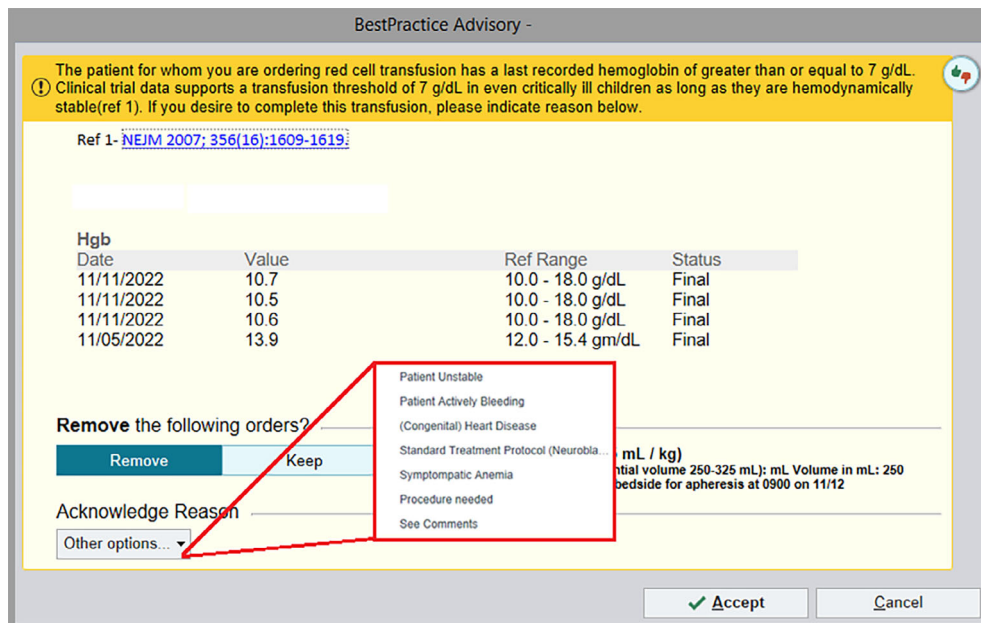 BestPractice Advisory -
The patient for whom you are ordering red cell transfusion has a last recorded hemoglobin of greater than or equal to 7 g/dL.
Clinical trial data supports a transfusion threshold of 7 g/dL in even critically ill children as long as they are hemodynamically
stable(ref 1). If you desire to complete this transfusion, please indicate reason below.
Ref 1- NEJM 2007; 356(16):1609-1619.
Hgb
Date Value Ref Range Status
11/11/2022 10.7 10.0 - 18.0 g/dL Final
11/11/2022 10.5 10.0 - 18.0 g/dL Final
11/11/2022 10.6 10.0 - 18.0 g/dL Final
11/05/2022 13.9 12.0 - 15.4 gm/dL Final
Remove the following orders?
Remove Keep
mL / kg)
volume 250-325 mL): mL Volume in mL: 250
bedside for apheresis at 0900 on 11/12
Patient Unstable
Patient Actively Bleeding
(Congenital) Heart Disease
Standard Treatment Protocol (Neurobla...
Symptompatic Anemia
Procedure needed
See Comments
Acknowledge Reason
Other options...
Accept Cancel